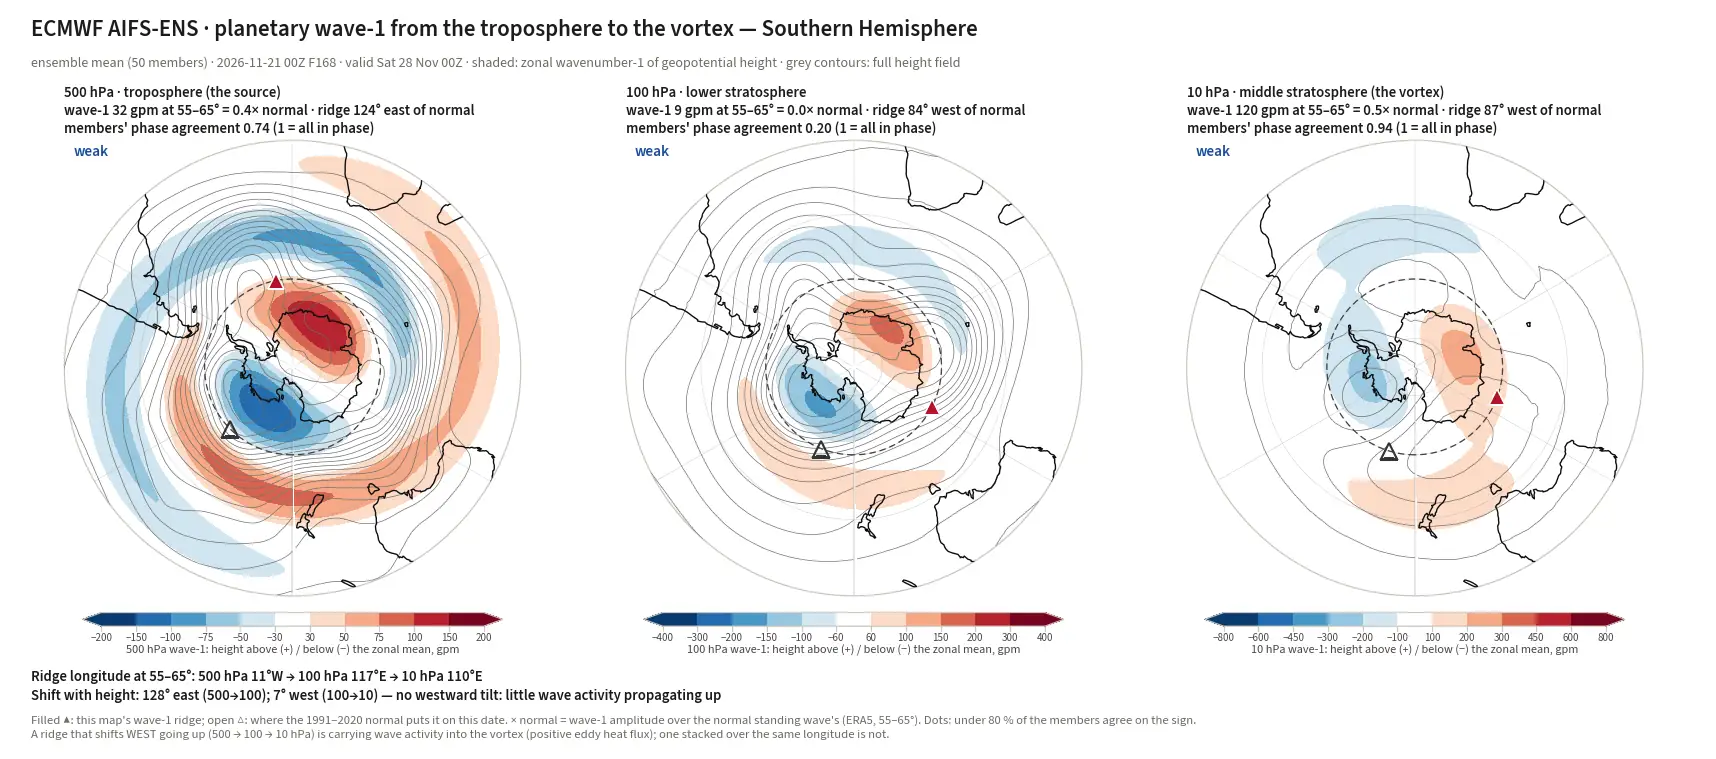 ECMWF AIFS-ENS · planetary wave-1 from the troposphere to the vortex — Southern Hemisphere
ensemble mean (50 members) · 2026-11-21 00Z F168 · valid Sat 28 Nov 00Z · shaded: zonal wavenumber-1 of geopotential height · grey contours: full height field
500 hPa · troposphere (the source)
wave-1 32 gpm at 55–65° = 0.4× normal · ridge 124° east of normal
members' phase agreement 0.74 (1 = all in phase)
weak
100 hPa · lower stratosphere
wave-1 9 gpm at 55–65° = 0.0× normal · ridge 84° west of normal
members' phase agreement 0.20 (1 = all in phase)
weak
10 hPa · middle stratosphere (the vortex)
wave-1 120 gpm at 55–65° = 0.5× normal · ridge 87° west of normal
members' phase agreement 0.94 (1 = all in phase)
weak
−200 −150 −100 −75 −50 −30 30 50 75 100 150 200
500 hPa wave-1: height above (+) / below (−) the zonal mean, gpm
−400 −300 −200 −150 −100 −60 60 100 150 200 300 400
100 hPa wave-1: height above (+) / below (−) the zonal mean, gpm
−800 −600 −450 −300 −200 −100 100 200 300 450 600 800
10 hPa wave-1: height above (+) / below (−) the zonal mean, gpm
Ridge longitude at 55–65°: 500 hPa 11°W → 100 hPa 117°E → 10 hPa 110°E
Shift with height: 128° east (500→100); 7° west (100→10) — no westward tilt: little wave activity propagating up
Filled ▲: this map's wave-1 ridge; open △: where the 1991–2020 normal puts it on this date. × normal = wave-1 amplitude over the normal standing wave's (ERA5, 55–65°). Dots: under 80 % of the members agree on the sign.
A ridge that shifts WEST going up (500 → 100 → 10 hPa) is carrying wave activity into the vortex (positive eddy heat flux); one stacked over the same longitude is not.